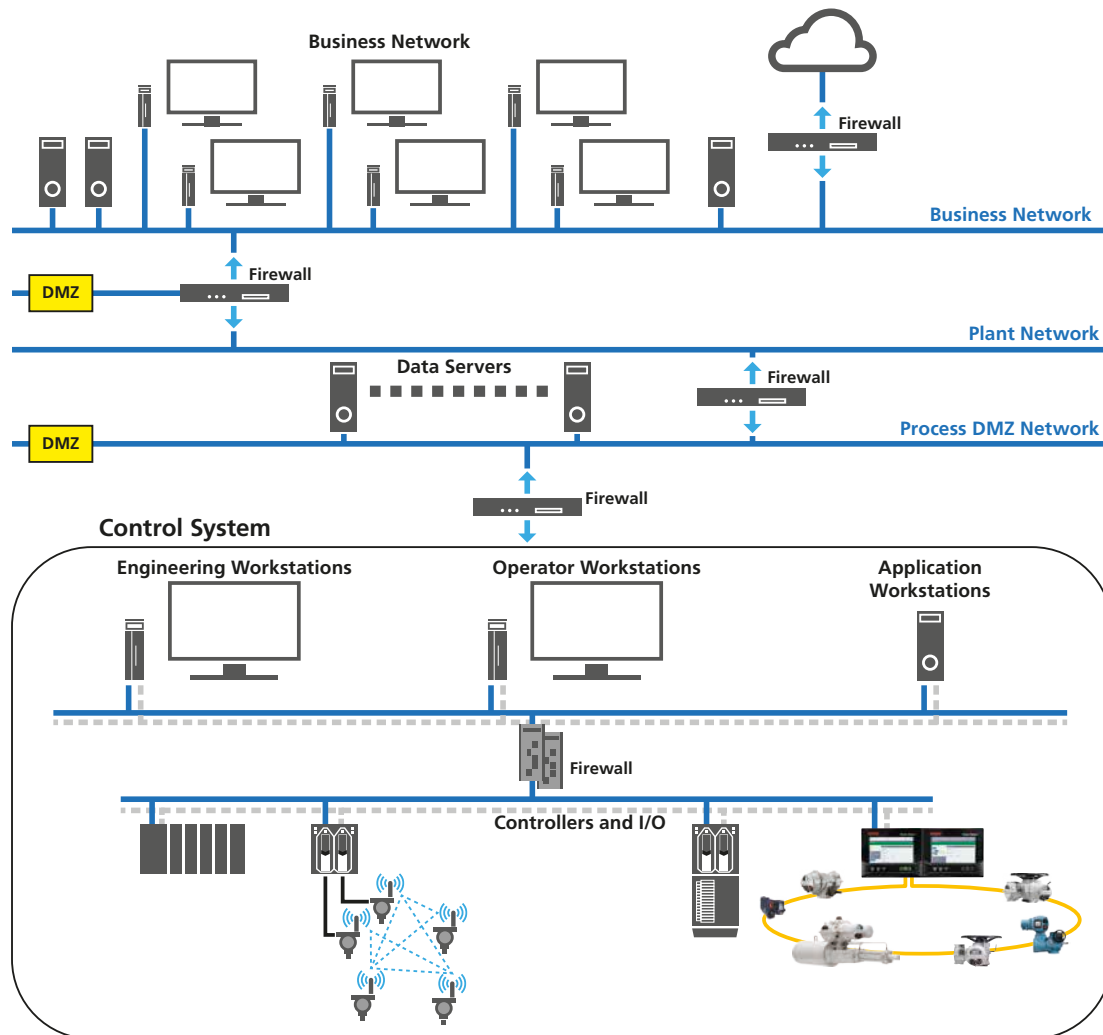 Business Network
Firewall
Business Network
Firewall
DMZ
Plant Network
Data Servers
Firewall
DMZ
Process DMZ Network
Firewall
Control System
Engineering Workstations
Operator Workstations
Application
Workstations
Firewall
Controllers and I/O